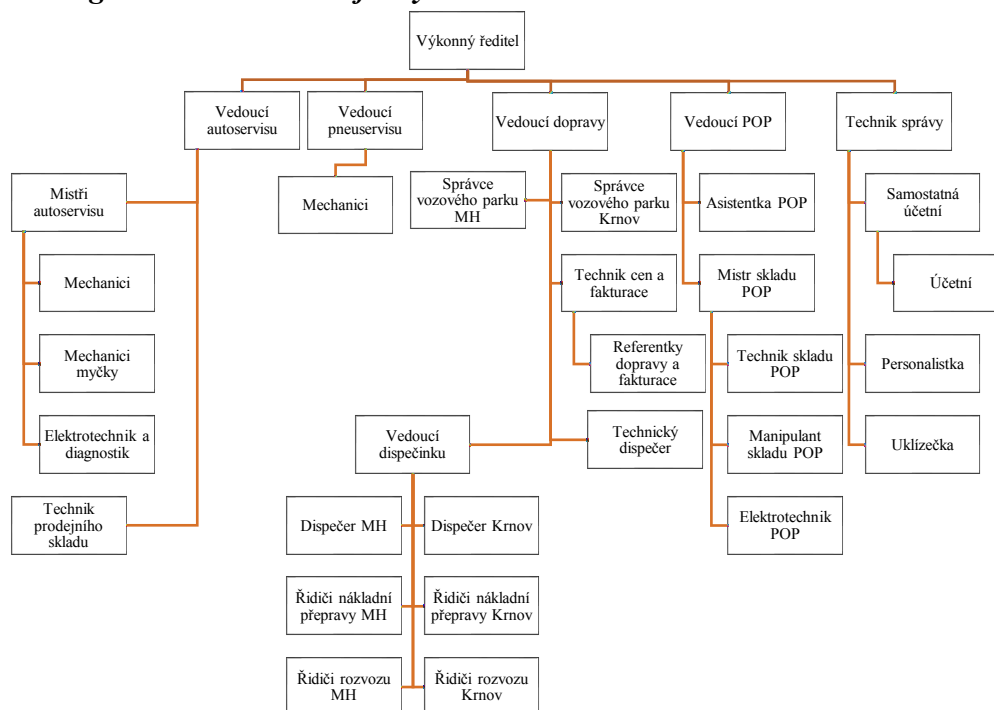 Výkonný ředitel
Vedoucí
autoservisu
Vedoucí
pneuservisu
Vedoucí dopravy
Vedoucí POP
Technik správy
Mistři
autoservisu
Mechanici
Mechanici
myčky
Elektrotechnik a
diagnostik
Technik
prodejního
skladu
Mechanici
Správce
vozového parku
MH
Správce
vozového parku
Krnov
Technik cen a
fakturace
Referentky
dopravy a
fakturace
Vedoucí
dispečinku
Technický
dispečer
Dispečer MH
Dispečer Krnov
Řidiči nákladní
přepravy MH
Řidiči nákladní
přepravy Krnov
Řidiči rozvozu
MH
Řidiči rozvozu
Krnov
Asistentka POP
Mistr skladu
POP
Technik skladu
POP
Manipulant
skladu POP
Elektrotechnik
POP
Samostatná
účetní
Účetní
Personalistka
Uklízečka